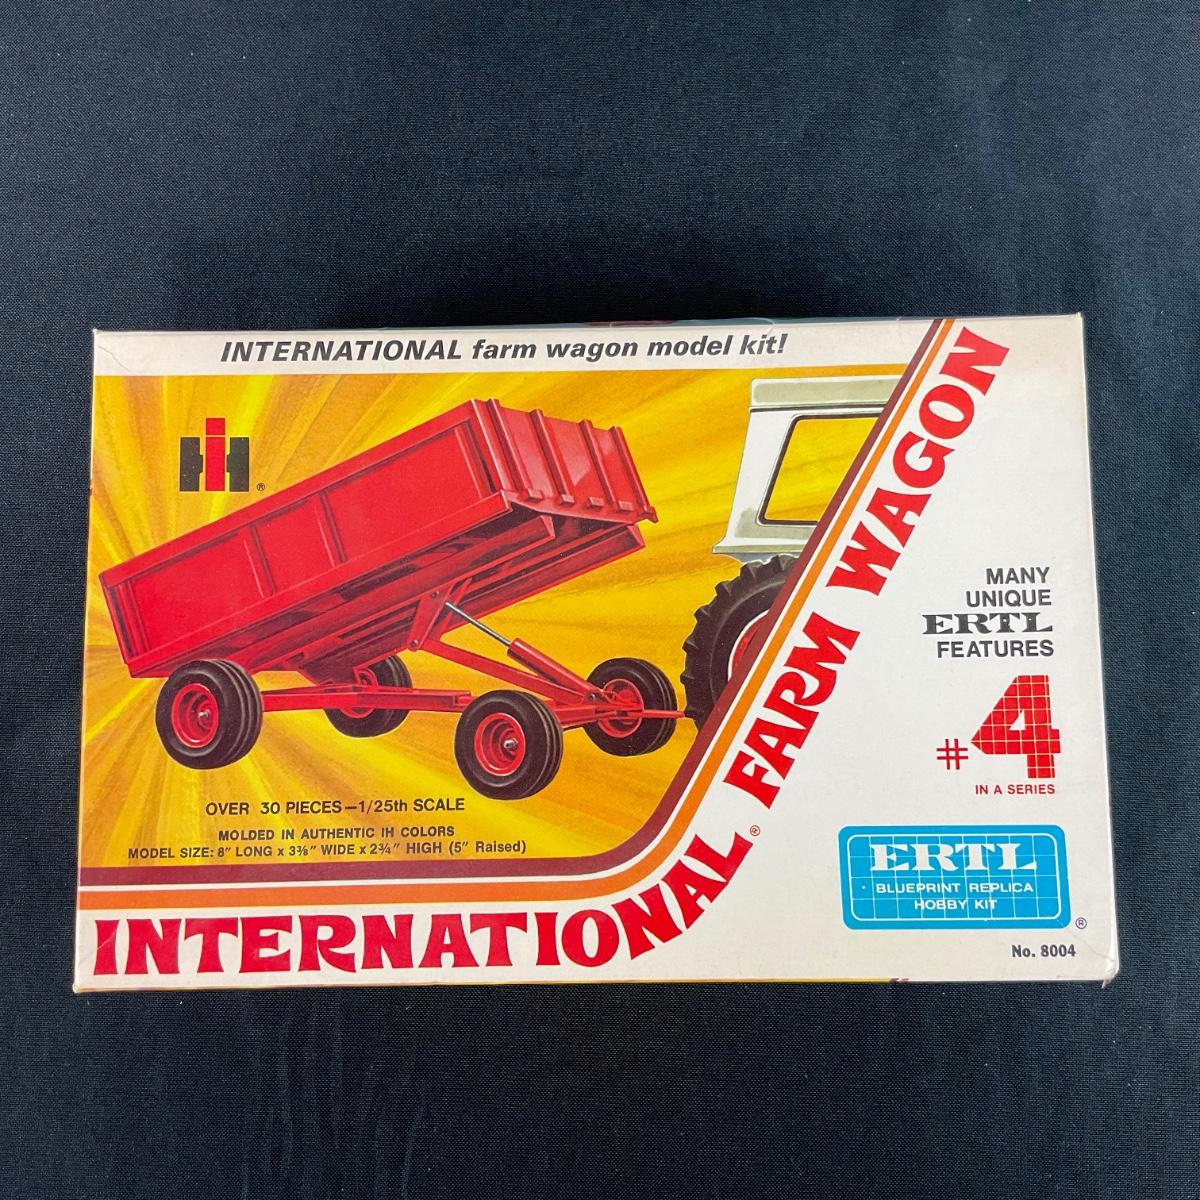 INTERNATIONAL farm wagon model kit!
IH ®
OVER 30 PIECES—1/25th SCALE
MOLDED IN AUTHENTIC IH COLORS
MODEL SIZE: 8" LONG x 3⅜" WIDE x 2¾" HIGH (5" Raised)
INTERNATIONAL® FARM WAGON
MANY
UNIQUE
ERTL
FEATURES
#4
IN A SERIES
ERTL
BLUEPRINT REPLICA
HOBBY KIT
®
No. 8004